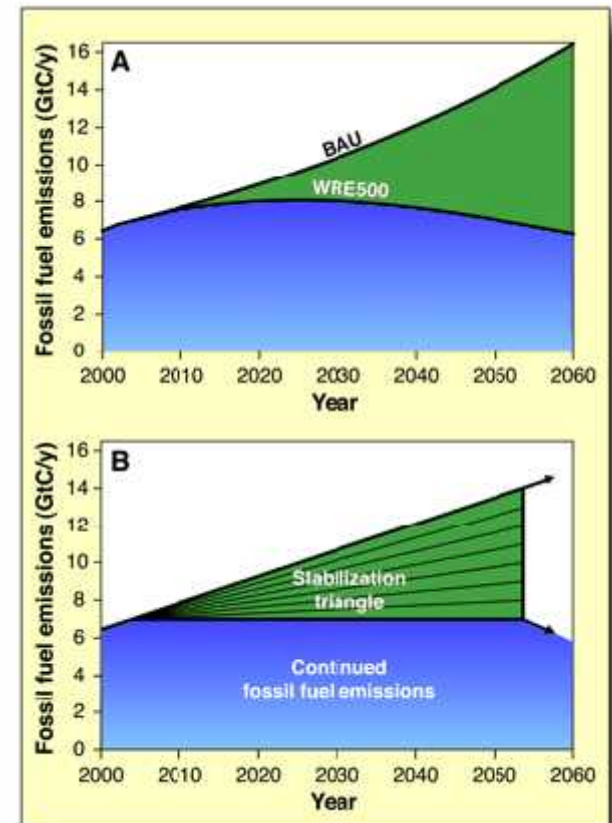 A
Fossil fuel emissions (GtC/y)
16
14
12
10
8
6
4
2
0
BAU
WRE500
2000 2010 2020 2030 2040 2050 2060
Year
B
Fossil fuel emissions (GtC/y)
16
14
12
10
8
6
4
2
0
Stabilization
triangle
Continued
fossil fuel emissions
2000 2010 2020 2030 2040 2050 2060
Year